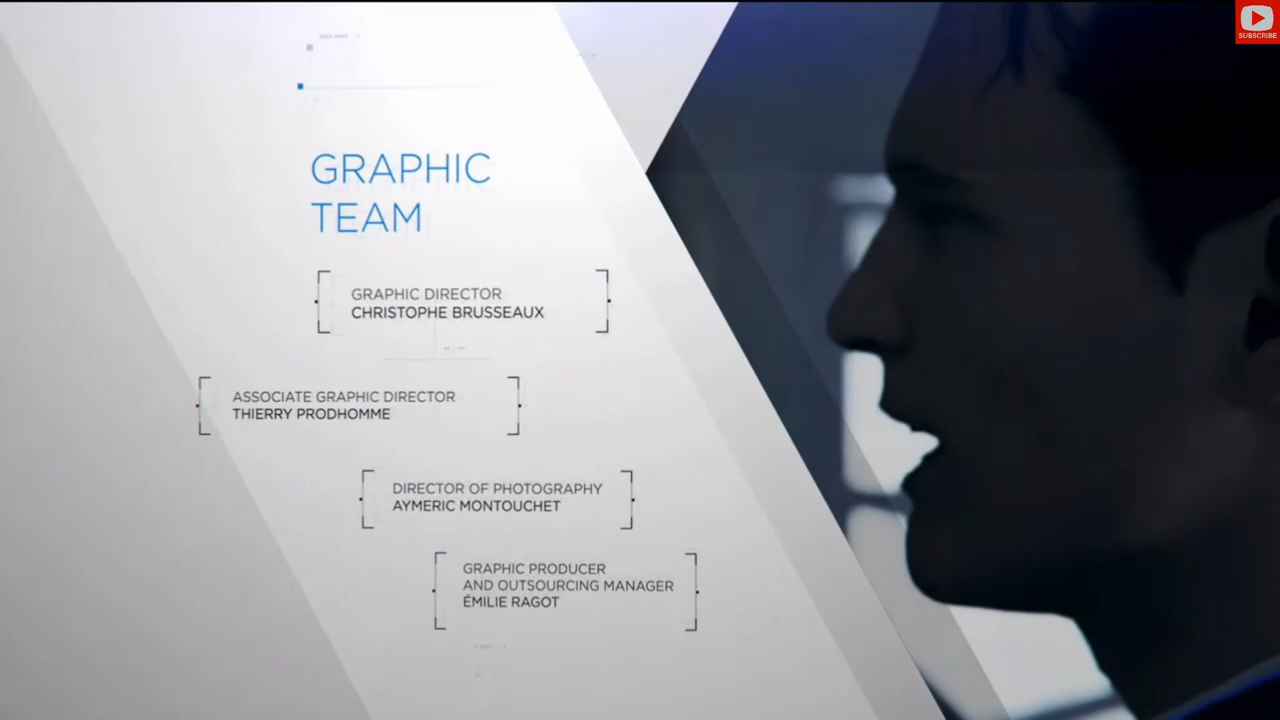 SUBSCRIBE
GRAPHIC
TEAM
GRAPHIC DIRECTOR
CHRISTOPHE BRUSSEAUX
ASSOCIATE GRAPHIC DIRECTOR
THIERRY PRODHOMME
DIRECTOR OF PHOTOGRAPHY
AYMERIC MONTOUCHET
GRAPHIC PRODUCER
AND OUTSOURCING MANAGER
ÉMILIE RAGOT